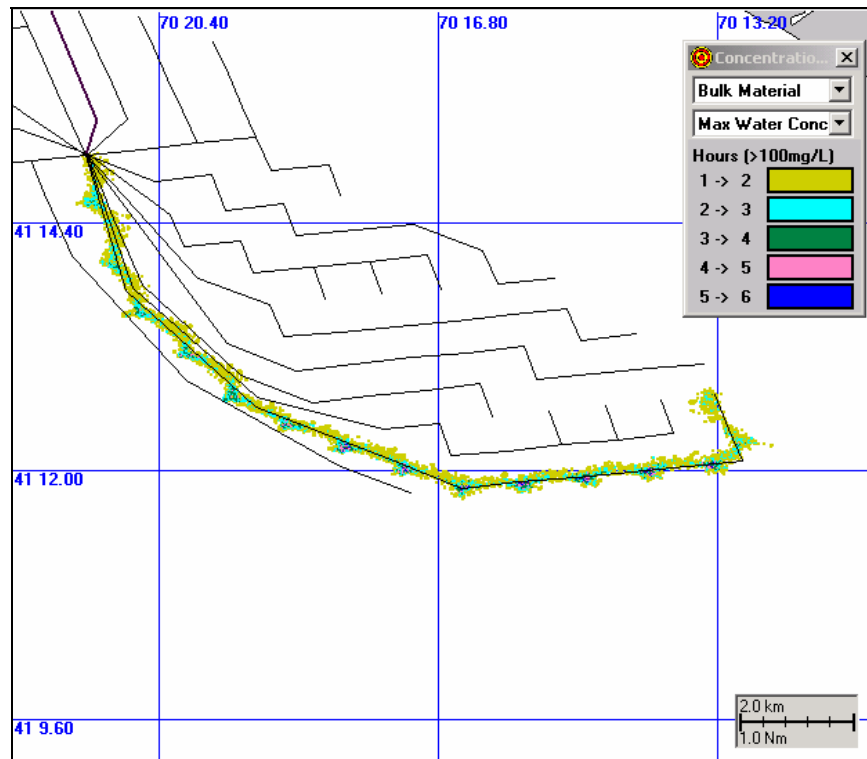 70 20.40 70 16.80 70 13.20
Concentratio...
Bulk Material
Max Water Conc
Hours (>100mg/L)
1 -> 2
2 -> 3
3 -> 4
4 -> 5
5 -> 6
41 14.40
41 12.00
41 9.60
2.0 km
1.0 Nm